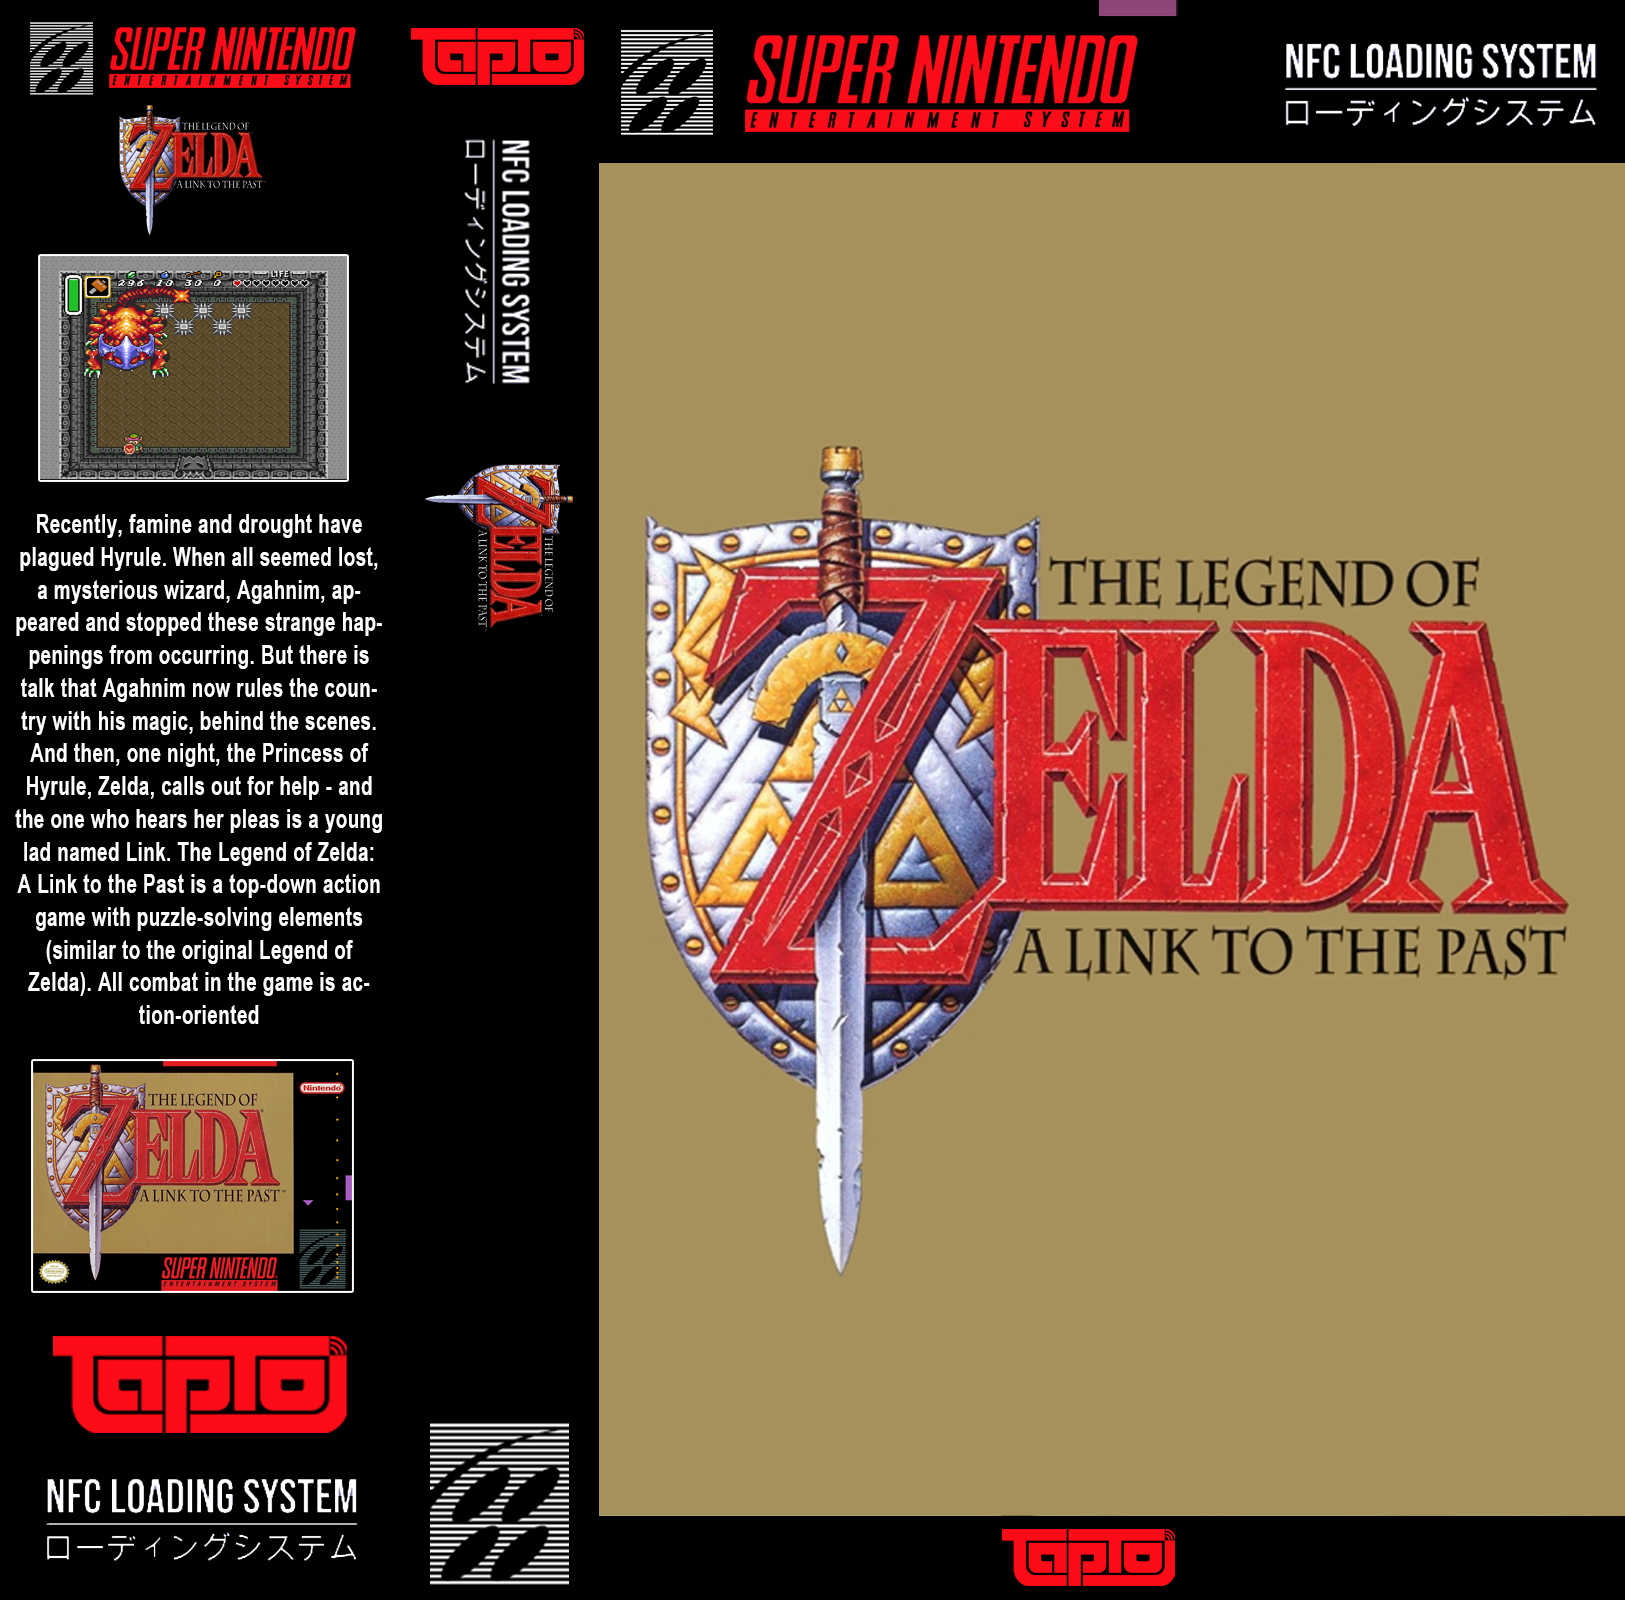 SUPER NINTENDO
ENTERTAINMENT SYSTEM
THE LEGEND OF
ZELDA
A LINK TO THE PAST
LIFE
296 10 30 0
Recently, famine and drought have
plagued Hyrule. When all seemed lost,
a mysterious wizard, Agahnim, ap-
peared and stopped these strange hap-
penings from occurring. But there is
talk that Agahnim now rules the coun-
try with his magic, behind the scenes.
And then, one night, the Princess of
Hyrule, Zelda, calls out for help - and
the one who hears her pleas is a young
lad named Link. The Legend of Zelda:
A Link to the Past is a top-down action
game with puzzle-solving elements
(similar to the original Legend of
Zelda). All combat in the game is ac-
tion-oriented
THE LEGEND OF
ZELDA
A LINK TO THE PAST™
Nintendo
SUPER NINTENDO
ENTERTAINMENT SYSTEM
TapTo
NFC LOADING SYSTEM
ローディングシステム
TapTo
NFC LOADING SYSTEM
ローディングシステム
THE LEGEND OF
ZELDA
A LINK TO THE PAST
SUPER NINTENDO
ENTERTAINMENT SYSTEM
NFC LOADING SYSTEM
ローディングシステム
THE LEGEND OF
ZELDA
A LINK TO THE PAST
TapTo